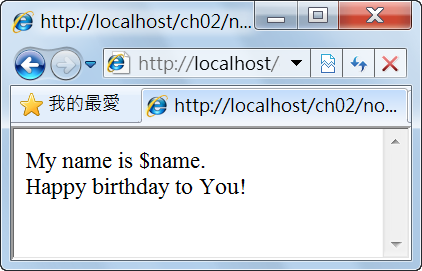 http://localhost/ch02/n...
http://localhost/
我的最愛
http://localhost/ch02/no...
My name is $name.
Happy birthday to You!